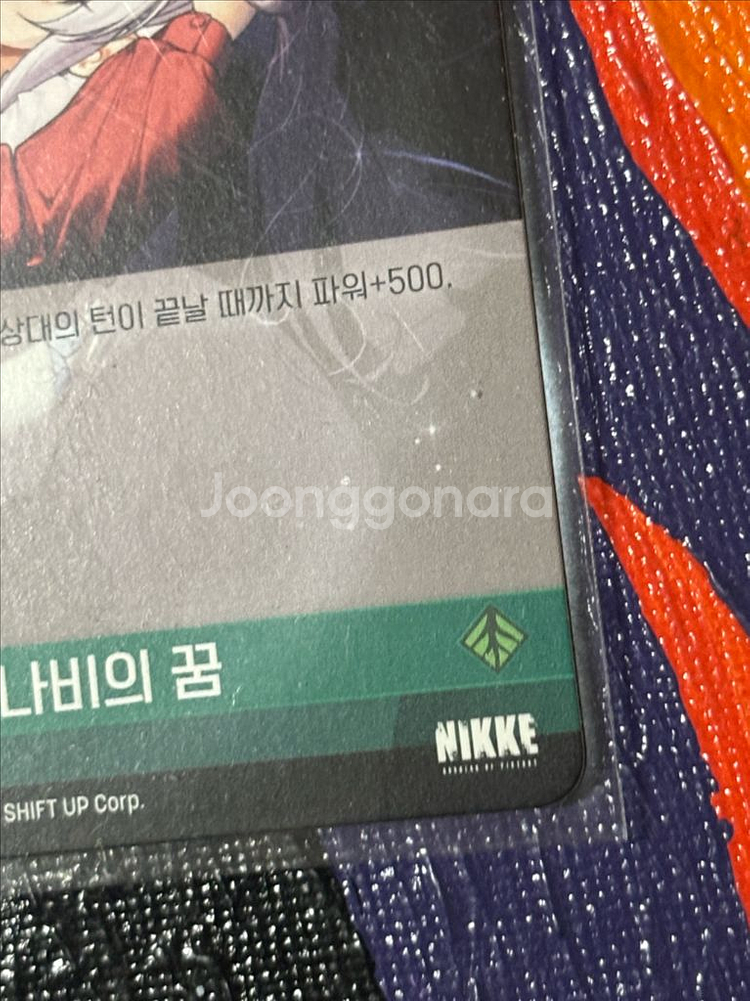 상대의 턴이 끝날 때까지 파워+500.
Joonggonara
나비의 꿈
NIKKE
SHIFT UP Corp.